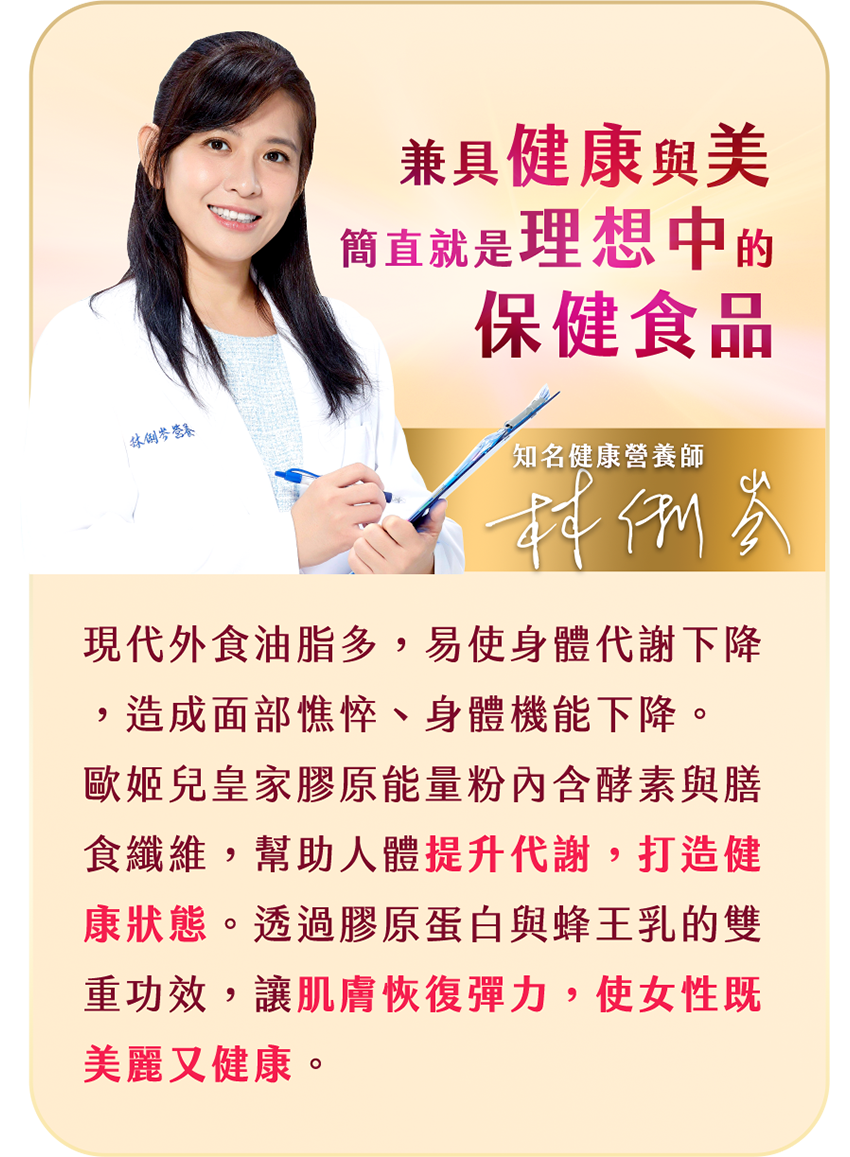 兼具健康與美
簡直就是理想中的
保健食品
林俐岑營養
知名健康營養師
林俐岑
現代外食油脂多，易使身體代謝下降
，造成面部憔悴、身體機能下降。
歐姬兒皇家膠原能量粉內含酵素與膳
食纖維，幫助人體提升代謝，打造健
康狀態。透過膠原蛋白與蜂王乳的雙
重功效，讓肌膚恢復彈力，使女性既
美麗又健康。